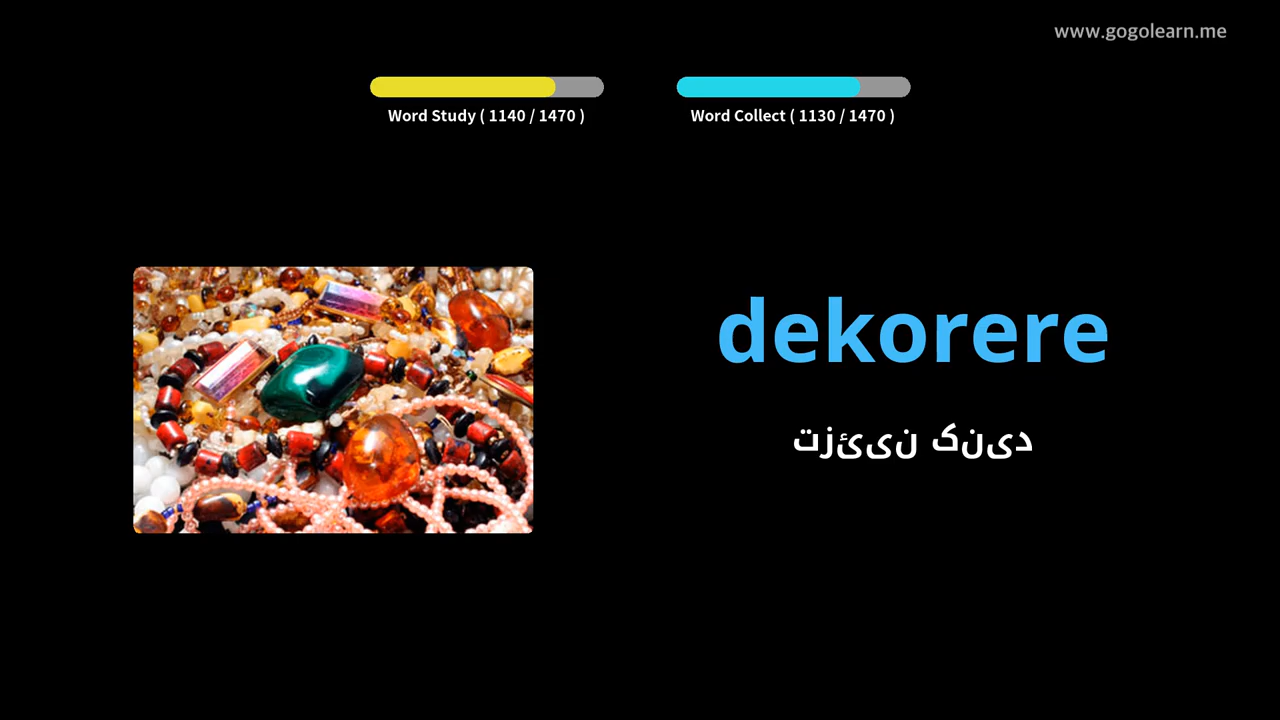 www.gogolearn.me
Word Study ( 1140 / 1470 )
Word Collect ( 1130 / 1470 )
dekorere
تزئین کنید